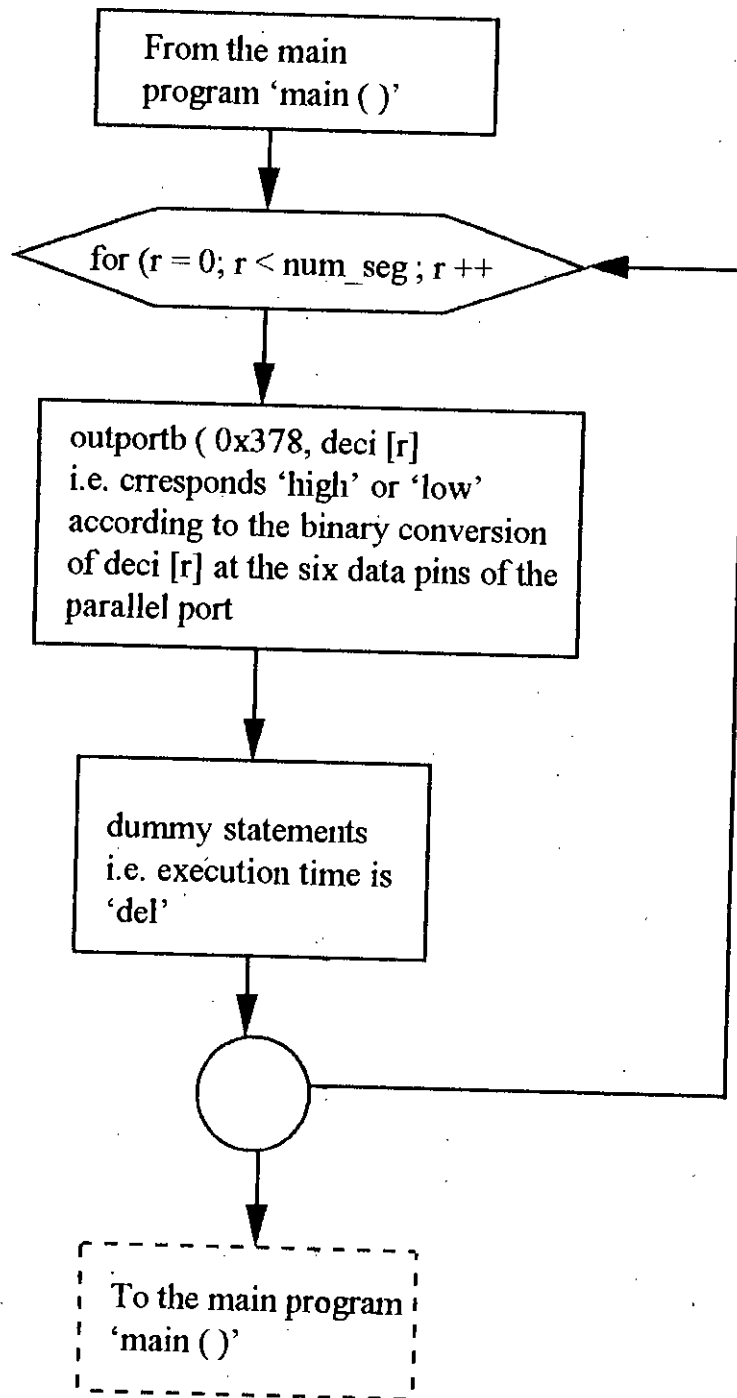 From the main
program ‘main ( )’
for (r = 0; r < num_seg ; r ++
outportb ( 0x378, deci [r]
i.e. crresponds ‘high’ or ‘low’
according to the binary conversion
of deci [r] at the six data pins of the
parallel port
dummy statements
i.e. execution time is
‘del’
To the main program
‘main ( )’